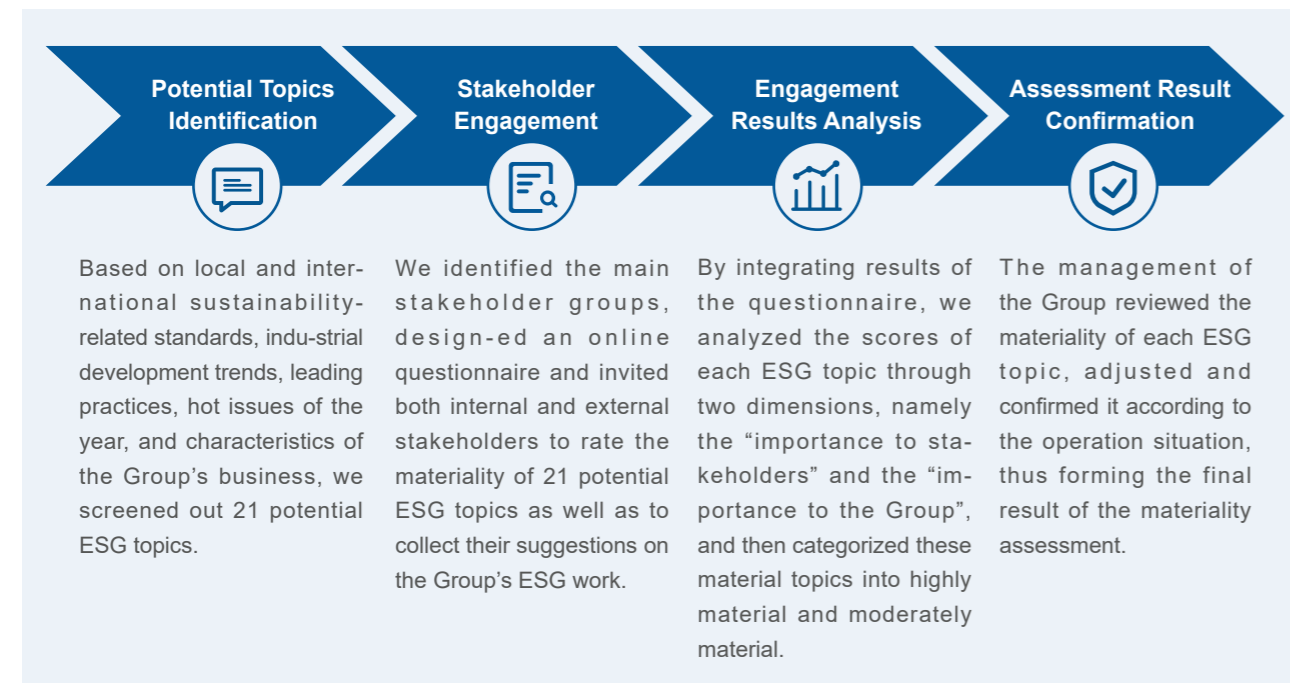 Potential Topics
Identification
Based on local and inter-
national sustainability-
related standards, indu-strial
development trends, leading
practices, hot issues of the
year, and characteristics of
the Group’s business, we
screened out 21 potential
ESG topics.
Stakeholder
Engagement
We identified the main
stakeholder groups,
design-ed an online
questionnaire and invited
both internal and external
stakeholders to rate the
materiality of 21 potential
ESG topics as well as to
collect their suggestions on
the Group’s ESG work.
Engagement
Results Analysis
By integrating results of
the questionnaire, we
analyzed the scores of
each ESG topic through
two dimensions, namely
the “importance to sta-
keholders” and the “im-
portance to the Group”,
and then categorized these
material topics into highly
material and moderately
material.
Assessment Result
Confirmation
The management of
the Group reviewed the
materiality of each ESG
topic, adjusted and
confirmed it according to
the operation situation,
thus forming the final
result of the materiality
assessment.